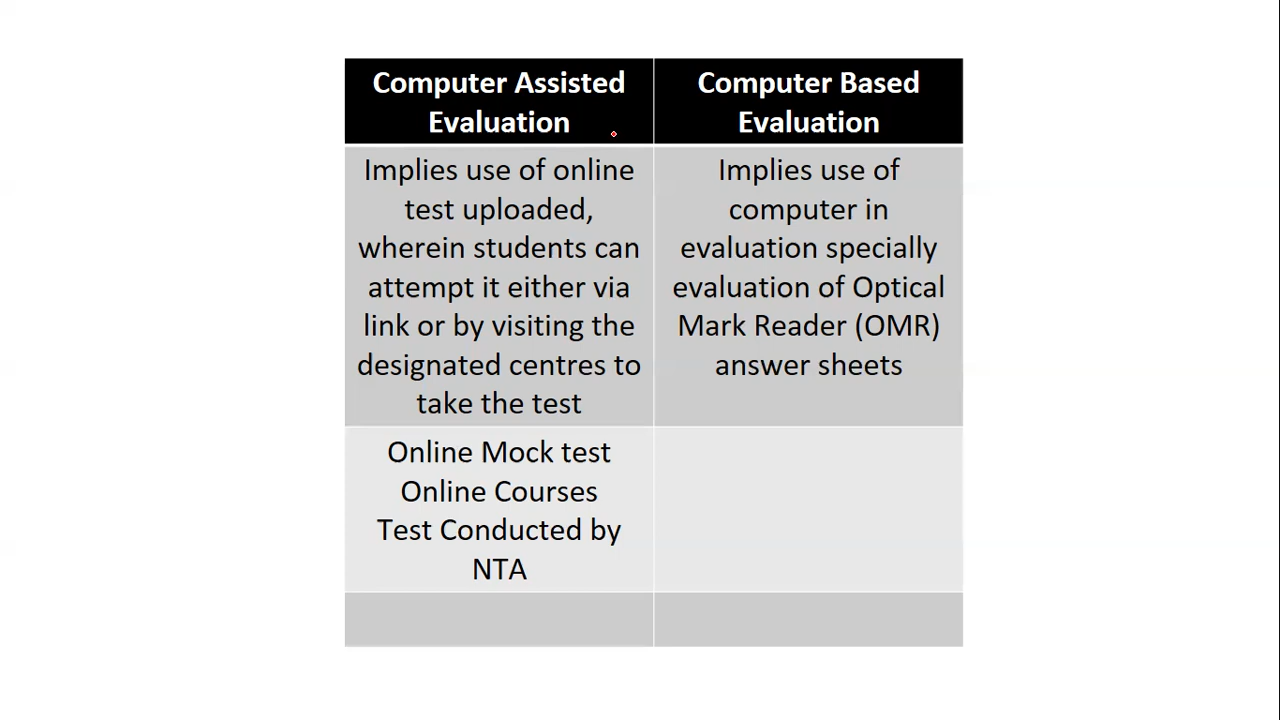 Computer Assisted
Evaluation
Computer Based
Evaluation
Implies use of online
test uploaded,
wherein students can
attempt it either via
link or by visiting the
designated centres to
take the test
Implies use of
computer in
evaluation specially
evaluation of Optical
Mark Reader (OMR)
answer sheets
Online Mock test
Online Courses
Test Conducted by
NTA